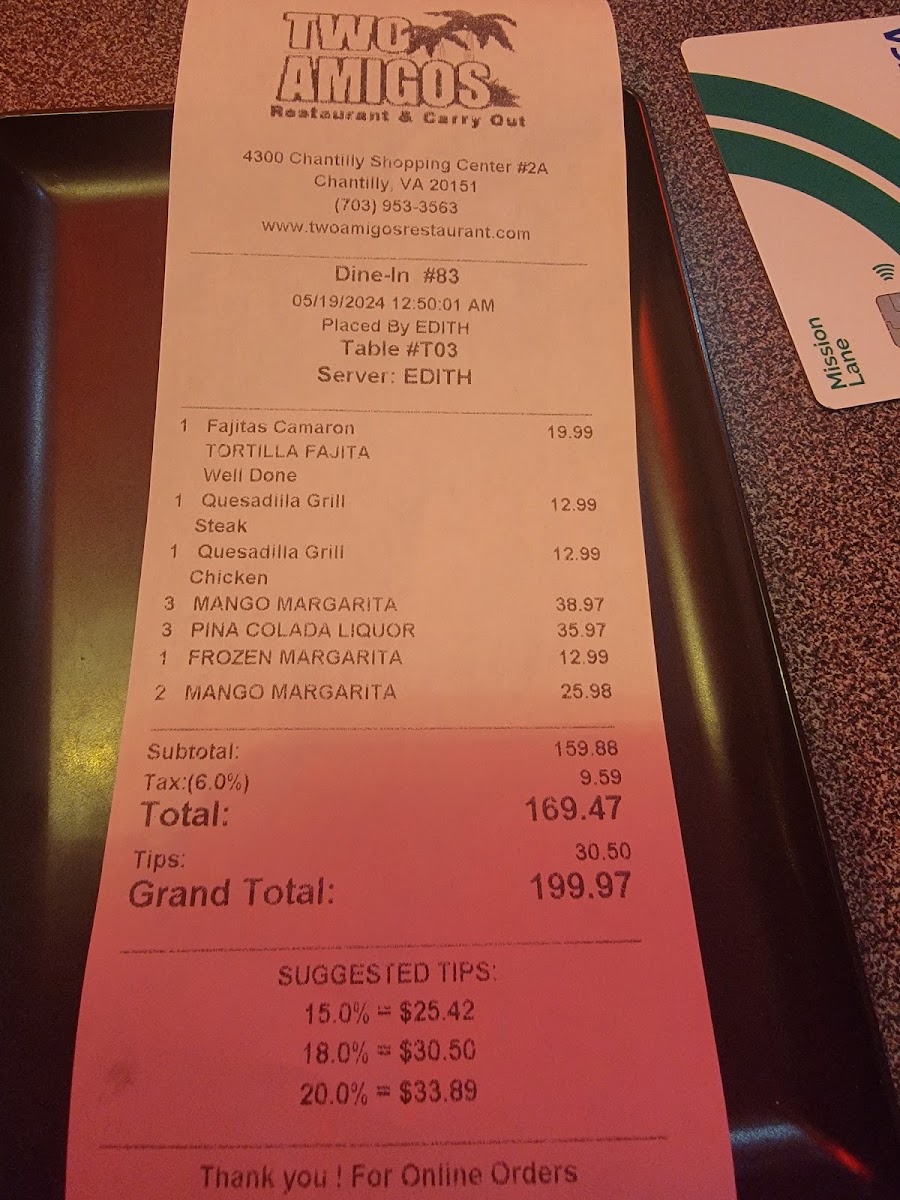 TWO
AMIGOS
Restaurant & Carry Out
4300 Chantilly Shopping Center #2A
Chantilly, VA 20151
(703) 953-3563
www.twoamigosrestaurant.com
Dine-In #83
05/19/2024 12:50:01 AM
Placed By EDITH
Table #T03
Server: EDITH
1 Fajitas Camaron 19.99
TORTILLA FAJITA
Well Done
1 Quesadilla Grill 12.99
Steak
1 Quesadilla Grill 12.99
Chicken
3 MANGO MARGARITA 38.97
3 PINA COLADA LIQUOR 35.97
1 FROZEN MARGARITA 12.99
2 MANGO MARGARITA 25.98
Subtotal: 159.88
Tax:(6.0%) 9.59
Total: 169.47
Tips: 30.50
Grand Total: 199.97
SUGGESTED TIPS:
15.0% = $25.42
18.0% = $30.50
20.0% = $33.89
Thank you ! For Online Orders
Mission
Lane